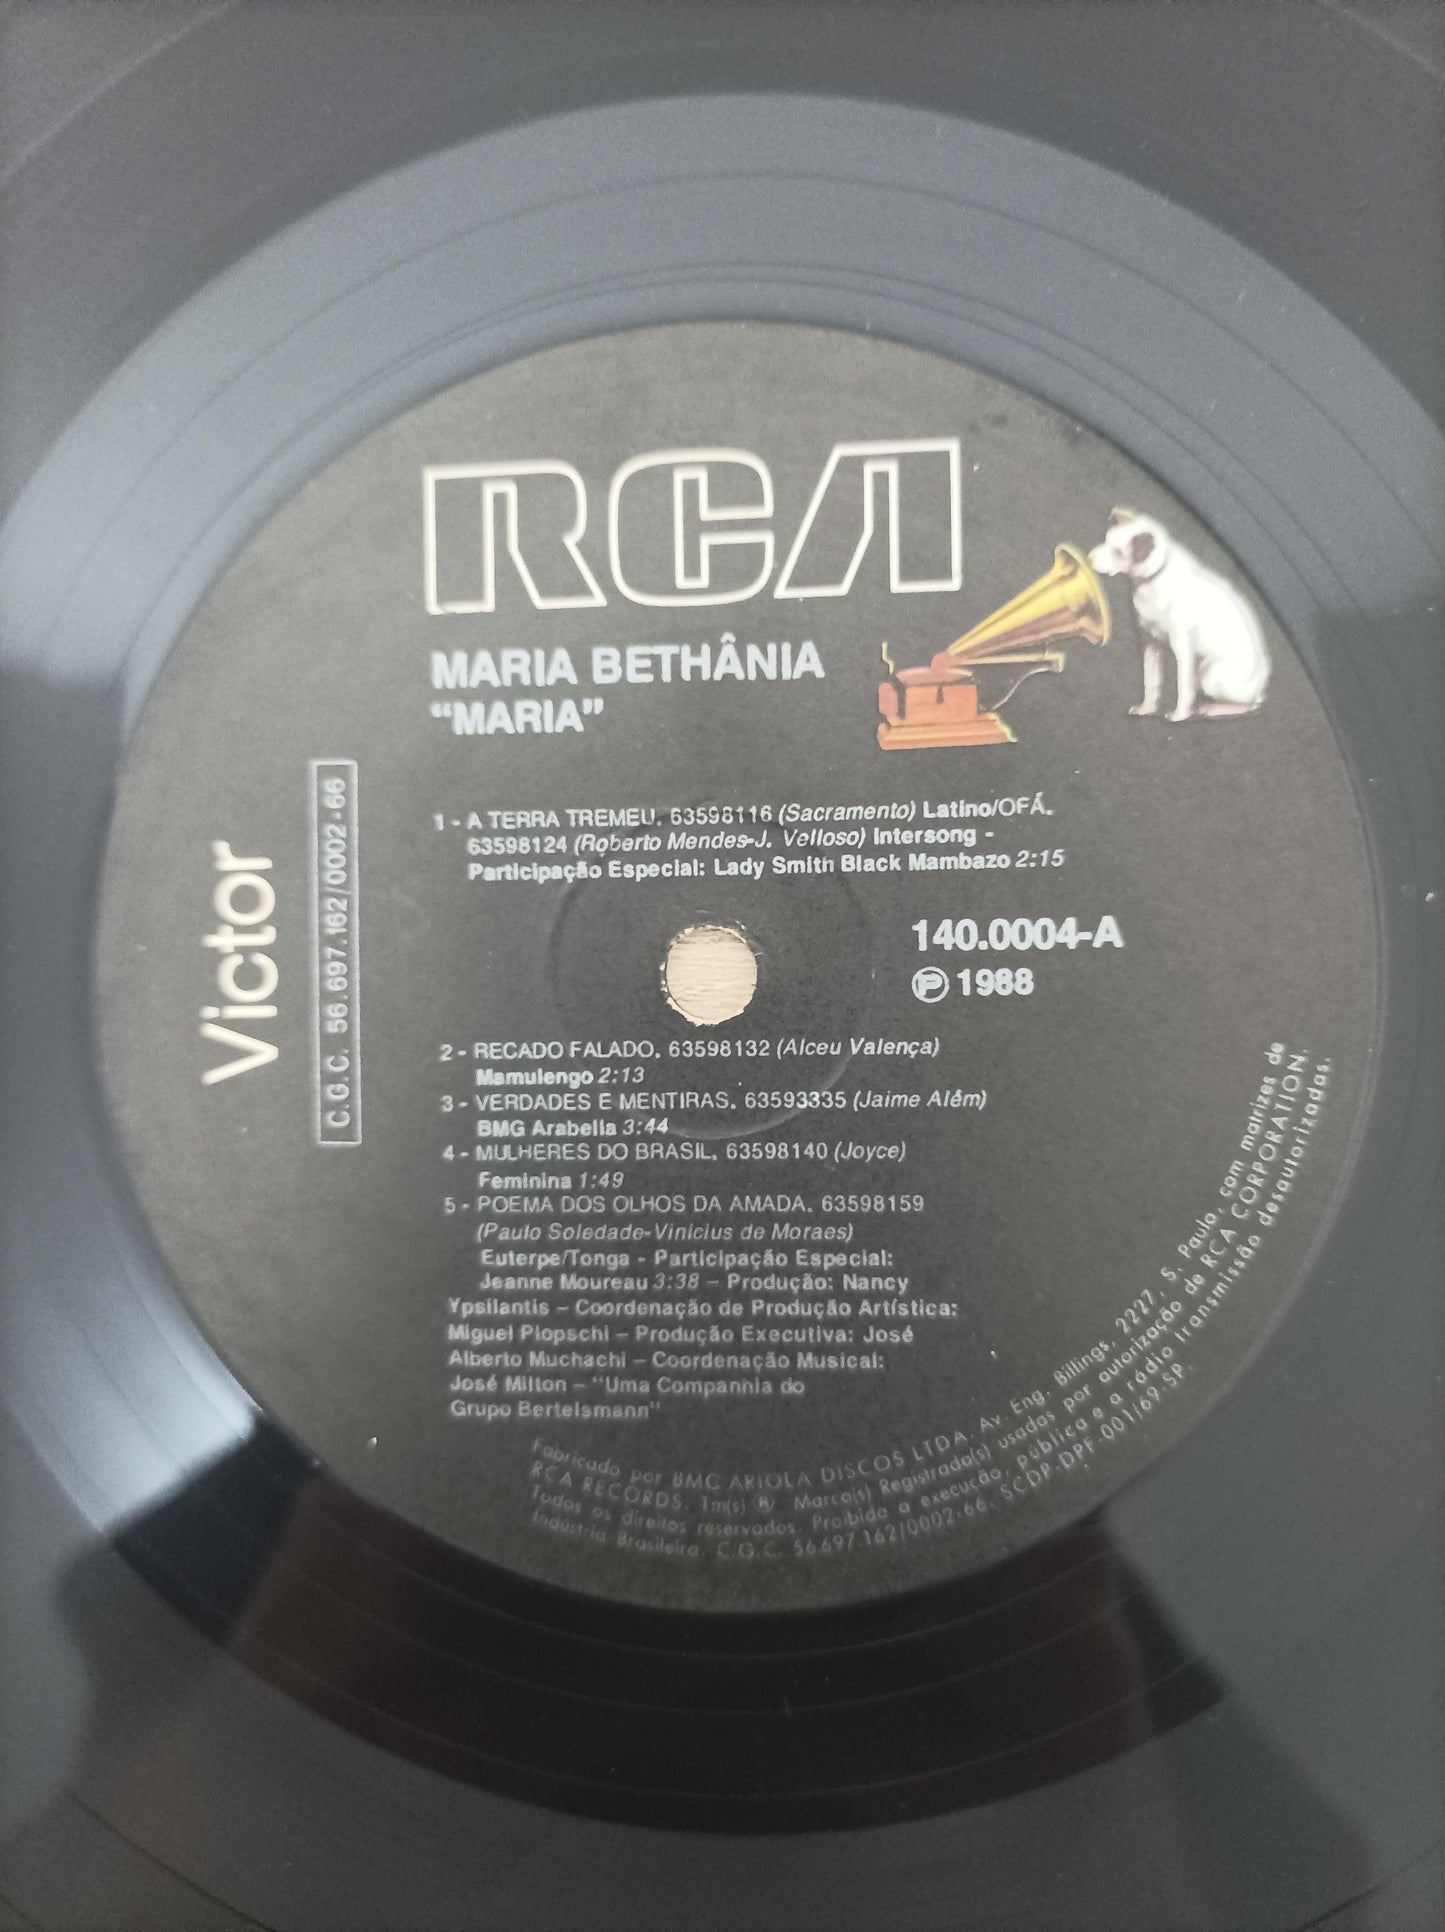 RCA
MARIA BETHÂNIA
“MARIA”
Victor
C.G.C. 56.697.162/0002-66
1 - A TERRA TREMEU. 63598116 (Sacramento) Latino/OFÁ.
63598124 (Roberto Mendes-J. Velloso) Intersong -
Participação Especial: Lady Smith Black Mambazo 2:15
140.0004-A
Ⓟ 1988
2 - RECADO FALADO. 63598132 (Alceu Valença)
Mamulengo 2:13
3 - VERDADES E MENTIRAS. 63593335 (Jaime Além)
BMG Arabella 3:44
4 - MULHERES DO BRASIL. 63598140 (Joyce)
Feminina 1:49
5 - POEMA DOS OLHOS DA AMADA. 63598159
(Paulo Soledade-Vinícius de Moraes)
Euterpe/Tonga - Participação Especial:
Jeanne Moureau 3:38 – Produção: Nancy
Ypsilantis – Coordenação de Produção Artística:
Miguel Plopschi – Produção Executiva: José
Alberto Muchachi – Coordenação Musical:
José Milton – “Uma Companhia do
Grupo Bertelsmann”
Fabricado por BMG ARIOLA DISCOS LTDA. Av. Eng. Billings, 2227, S. Paulo, com matrizes de
RCA RECORDS. Tm(s) ® Marca(s) Registrada(s) usadas por autorização de RCA CORPORATION.
Todos os direitos reservados. Proibida a execução pública e a rádio transmissão desautorizadas.
Indústria Brasileira. C.G.C. 56.697.162/0002-66. SCDP-DPF-001/69-SP.